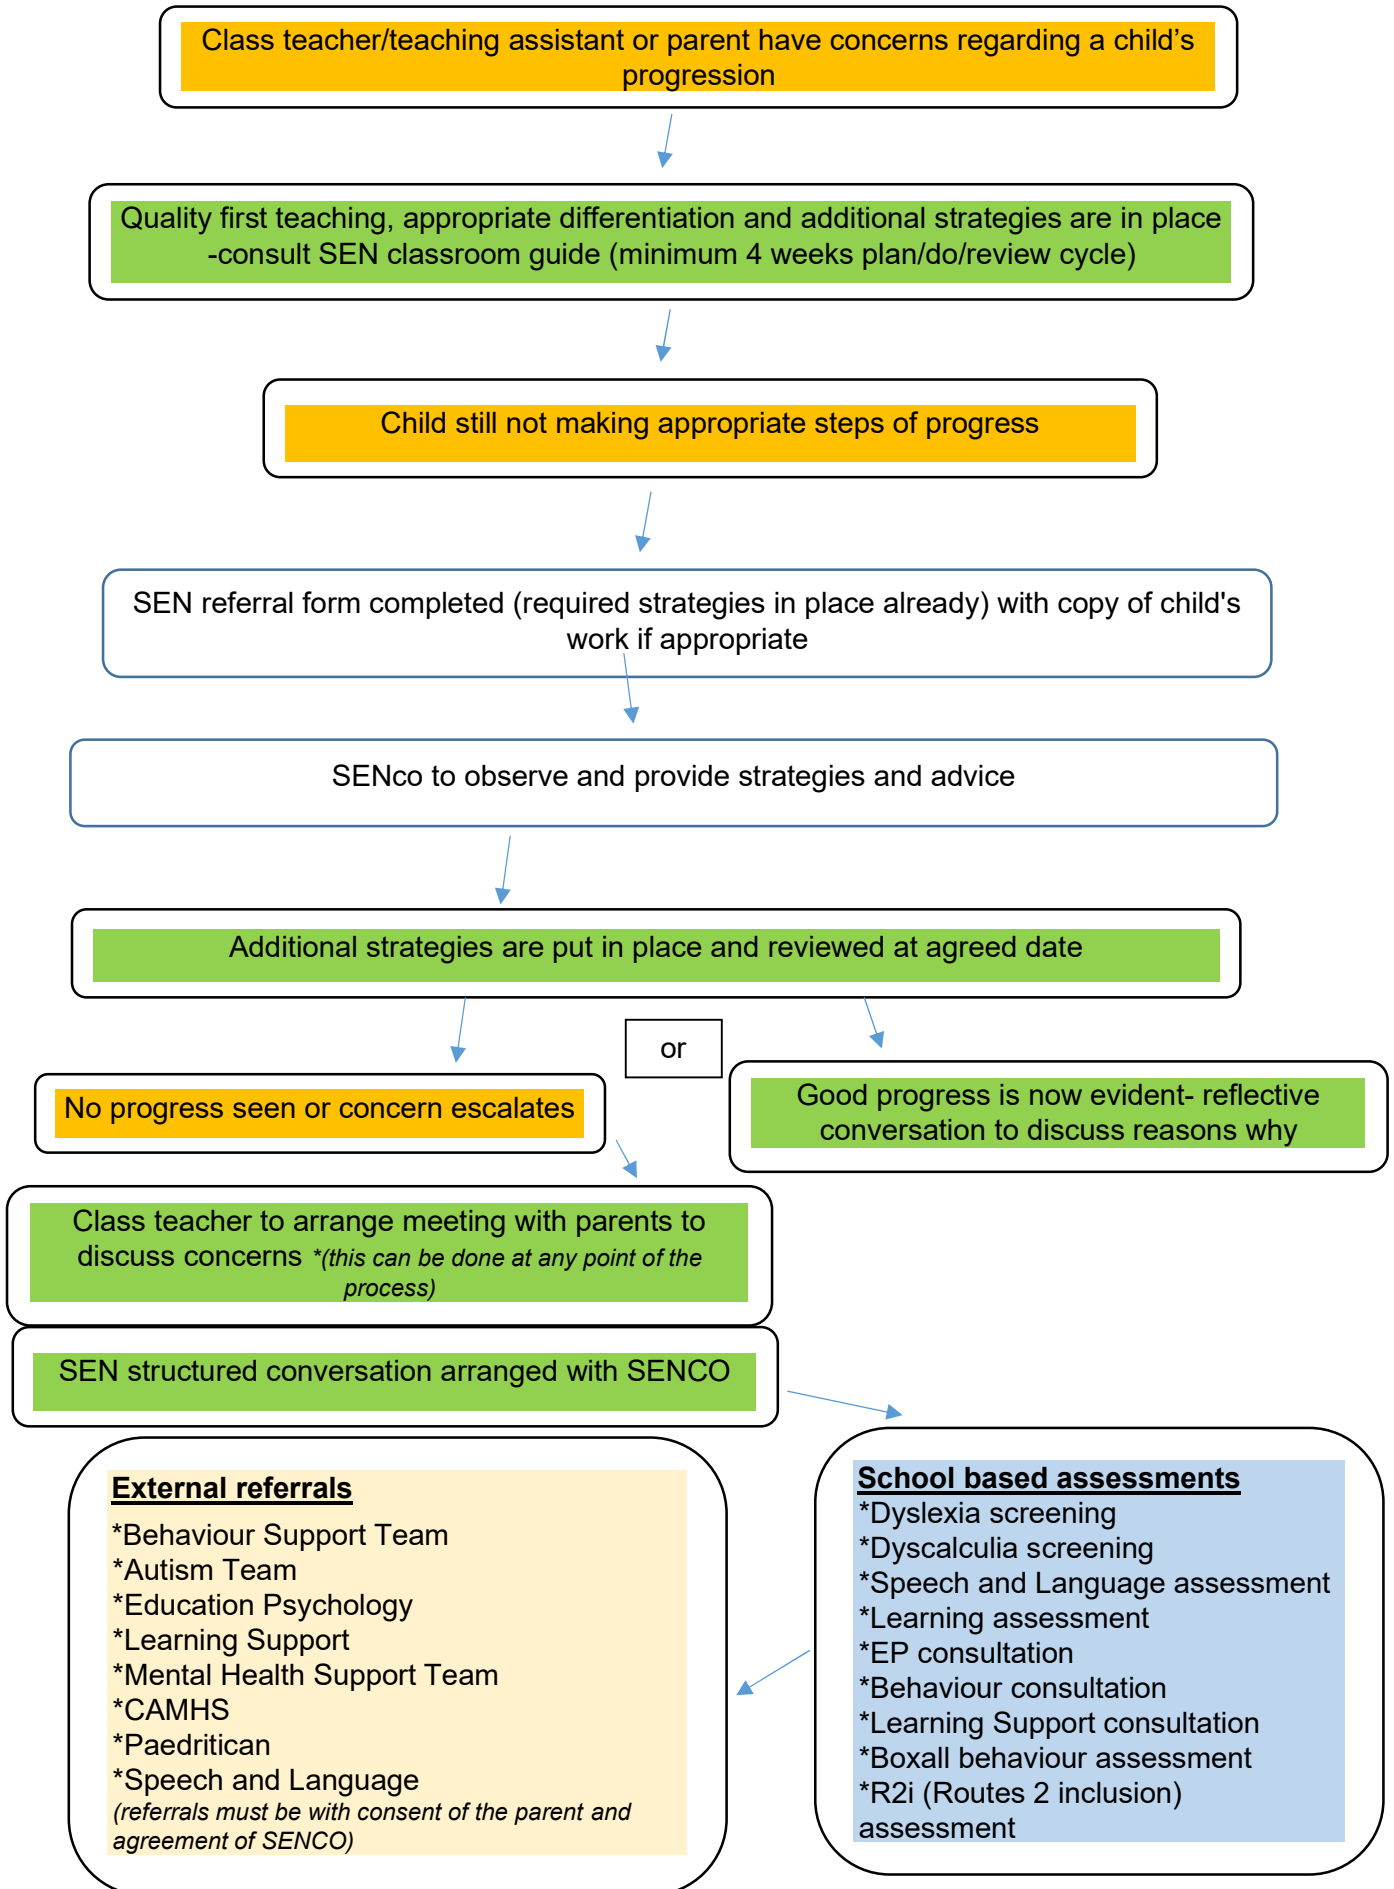 Class teacher/teaching assistant or parent have concerns regarding a child’s
progression
Quality first teaching, appropriate differentiation and additional strategies are in place
-consult SEN classroom guide (minimum 4 weeks plan/do/review cycle)
Child still not making appropriate steps of progress
SEN referral form completed (required strategies in place already) with copy of child's
work if appropriate
SENco to observe and provide strategies and advice
Additional strategies are put in place and reviewed at agreed date
or
No progress seen or concern escalates
Good progress is now evident- reflective
conversation to discuss reasons why
Class teacher to arrange meeting with parents to
discuss concerns *(this can be done at any point of the
process)
SEN structured conversation arranged with SENCO
External referrals
*Behaviour Support Team
*Autism Team
*Education Psychology
*Learning Support
*Mental Health Support Team
*CAMHS
*Paedritican
*Speech and Language
(referrals must be with consent of the parent and
agreement of SENCO)
School based assessments
*Dyslexia screening
*Dyscalculia screening
*Speech and Language assessment
*Learning assessment
*EP consultation
*Behaviour consultation
*Learning Support consultation
*Boxall behaviour assessment
*R2i (Routes 2 inclusion)
assessment